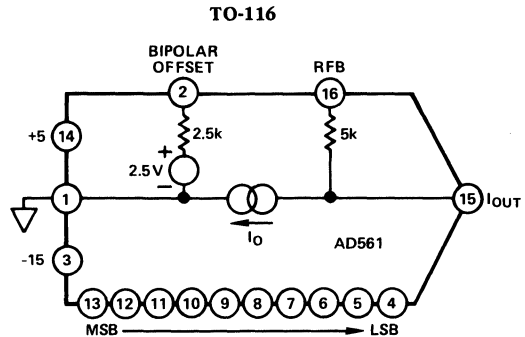 TO-116
BIPOLAR
OFFSET
RFB
2
16
+5
14
2.5k
5k
+
2.5V
−
1
15
IOUT
IO
-15
3
AD561
13 12 11 10 9 8 7 6 5 4
MSB
LSB